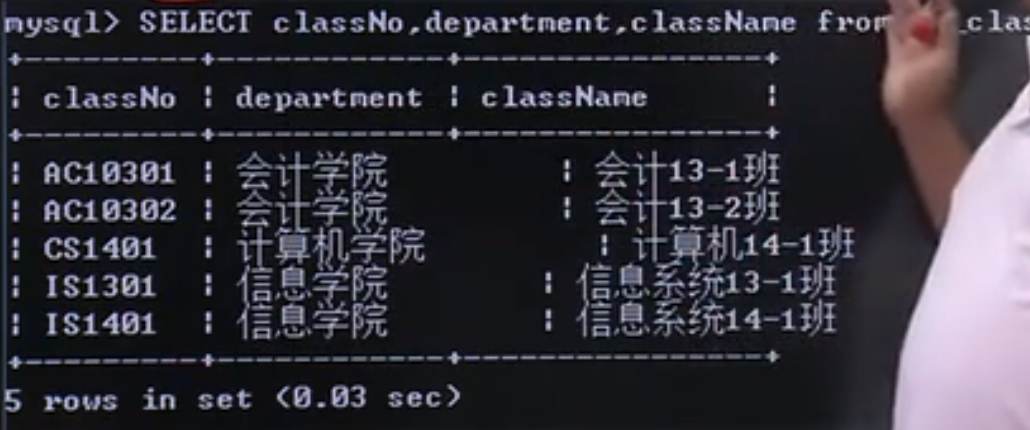 mysql> SELECT classNo,department,className from _clas
+---------+------------+----------------+
| classNo | department | className |
+---------+------------+----------------+
| AC10301 | 会计学院 | 会计13-1班
| AC10302 | 会计学院 | 会计13-2班
| CS1401 | 计算机学院 | 计算机14-1班
| IS1301 | 信息学院 | 信息系统13-1班
| IS1401 | 信息学院 | 信息系统14-1班
+---------+------------+----------------+
5 rows in set (0.03 sec)